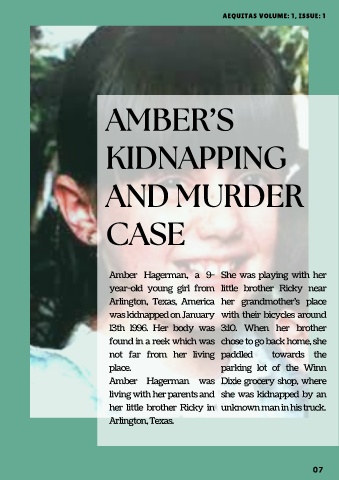 AEQUITAS VOLUME: 1, ISSUE: 1
AMBER'S
KIDNAPPING
AND MURDER
CASE
Amber Hagerman, a 9-
year-old young girl from
Arlington, Texas, America
was kidnapped on January
13th 1996. Her body was
found in a reek which was
not far from her living
place.
Amber Hagerman was
living with her parents and
her little brother Ricky in
Arlington, Texas.
She was playing with her
little brother Ricky near
her grandmother's place
with their bicycles around
3:10. When her brother
chose to go back home, she
paddled towards the
parking lot of the Winn
Dixie grocery shop, where
she was kidnapped by an
unknown man in his truck.
07